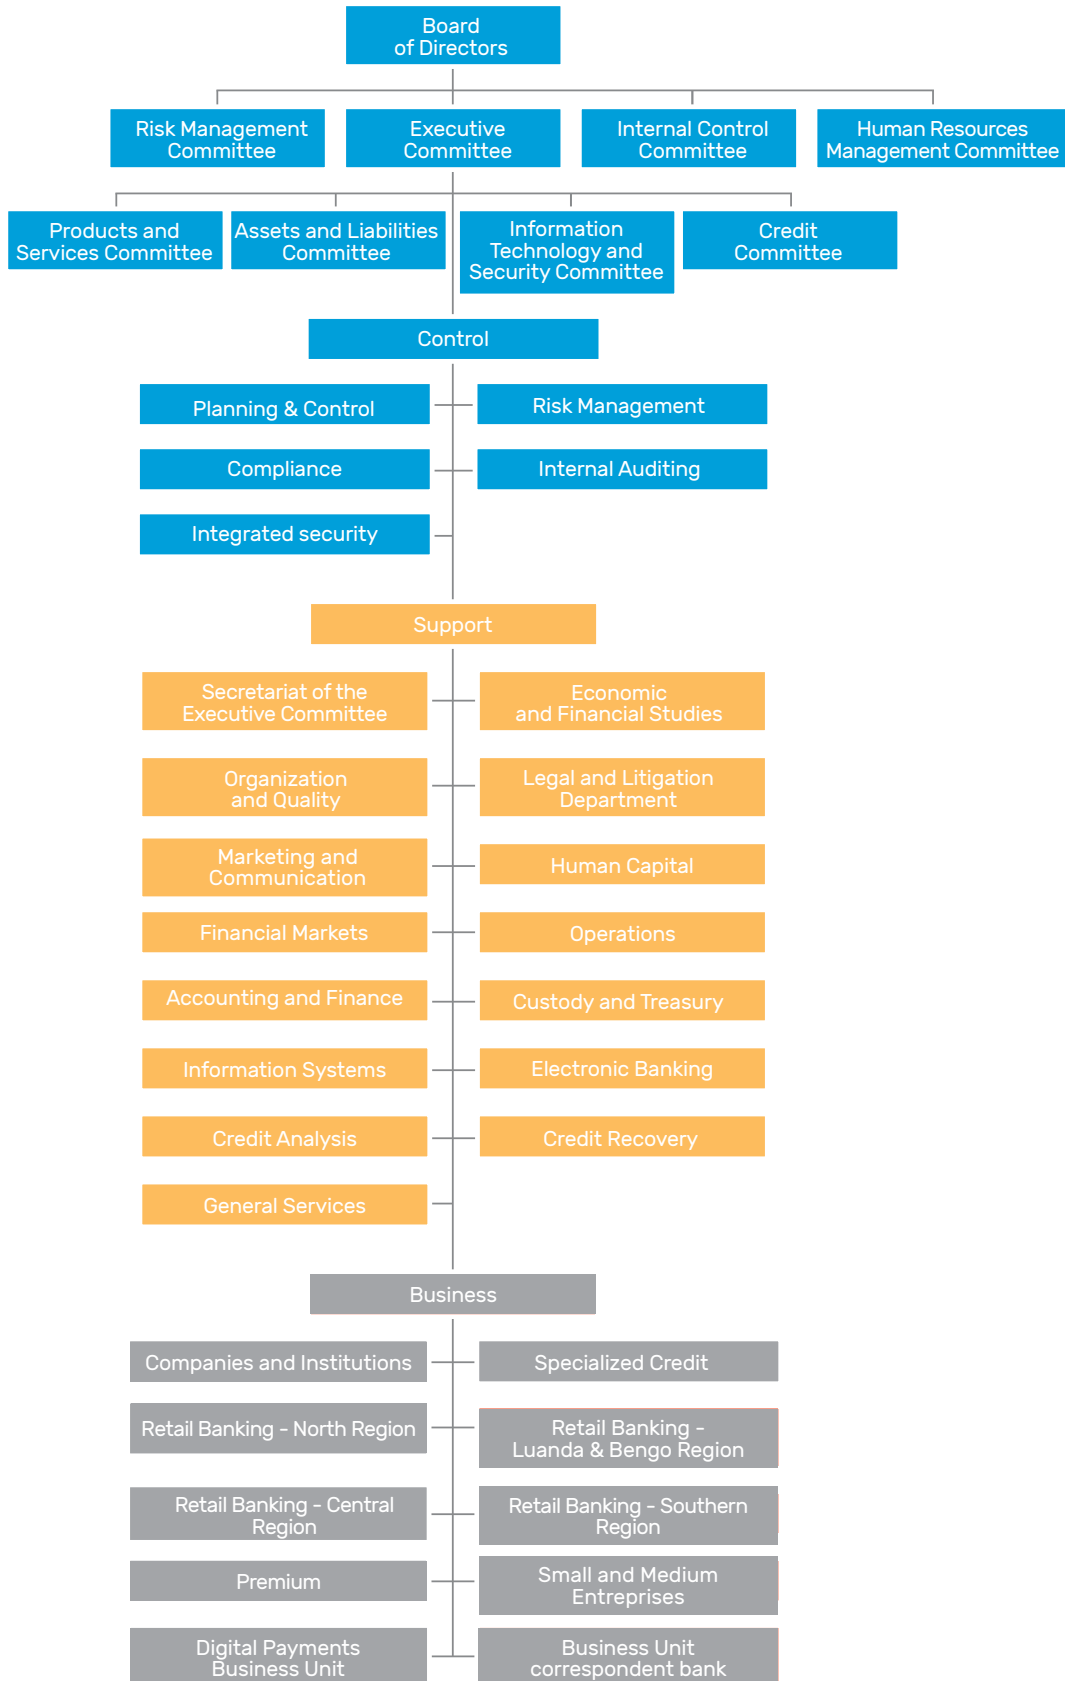 Board
of Directors
Risk Management
Committee
Executive
Committee
Internal Control
Committee
Human Resources
Management Committee
Products and
Services Committee
Assets and Liabilities
Committee
Information
Technology and
Security Committee
Credit
Committee
Control
Planning & Control
Risk Management
Compliance
Internal Auditing
Integrated security
Support
Secretariat of the
Executive Committee
Economic
and Financial Studies
Organization
and Quality
Legal and Litigation
Department
Marketing and
Communication
Human Capital
Financial Markets
Operations
Accounting and Finance
Custody and Treasury
Information Systems
Electronic Banking
Credit Analysis
Credit Recovery
General Services
Business
Companies and Institutions
Specialized Credit
Retail Banking - North Region
Retail Banking -
Luanda & Bengo Region
Retail Banking - Central
Region
Retail Banking - Southern
Region
Premium
Small and Medium
Entreprises
Digital Payments
Business Unit
Business Unit
correspondent bank